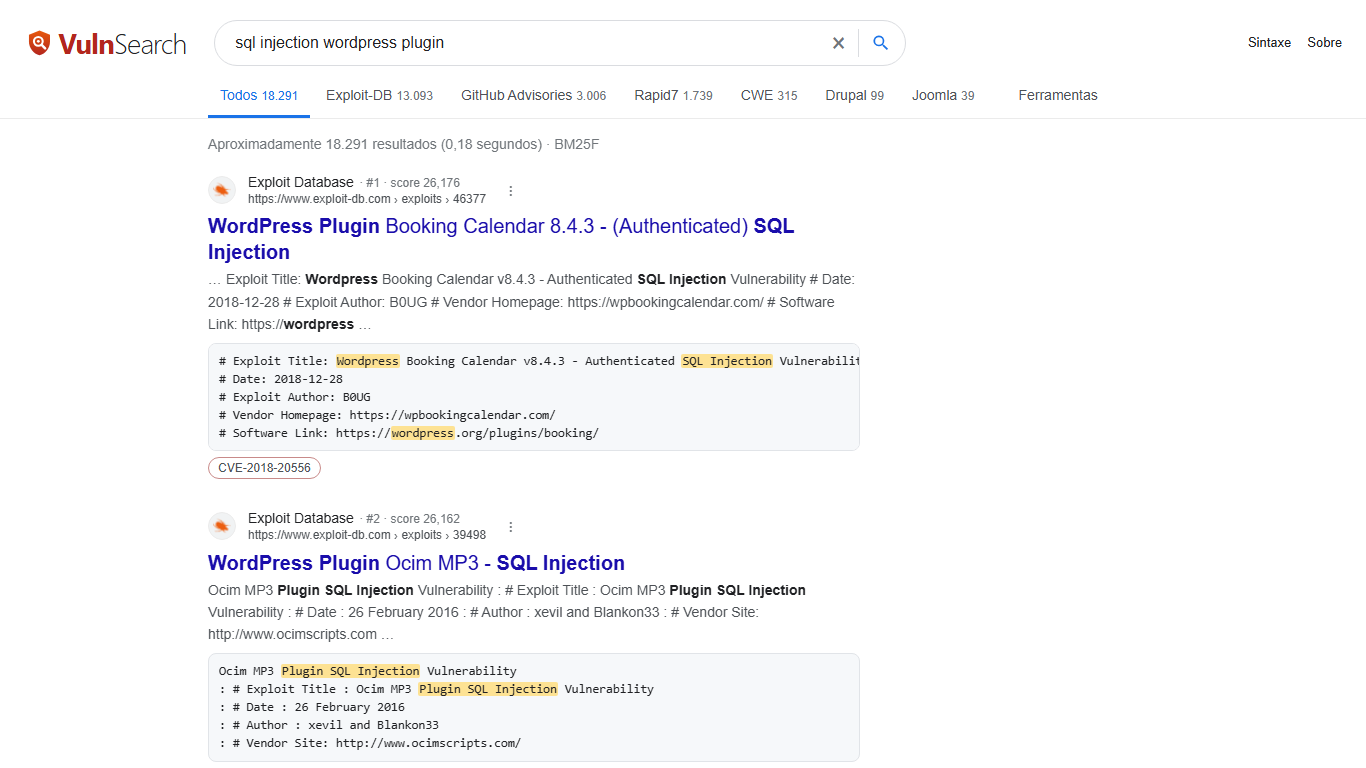 VulnSearch
sql injection wordpress plugin
Sintaxe Sobre
Todos 18.291 Exploit-DB 13.093 GitHub Advisories 3.006 Rapid7 1.739 CWE 315 Drupal 99 Joomla 39 Ferramentas
Aproximadamente 18.291 resultados (0,18 segundos) · BM25F
Exploit Database · #1 · score 26,176
https://www.exploit-db.com › exploits › 46377
WordPress Plugin Booking Calendar 8.4.3 - (Authenticated) SQL
Injection
… Exploit Title: Wordpress Booking Calendar v8.4.3 - Authenticated SQL Injection Vulnerability # Date:
2018-12-28 # Exploit Author: B0UG # Vendor Homepage: https://wpbookingcalendar.com/ # Software
Link: https://wordpress …
# Exploit Title: Wordpress Booking Calendar v8.4.3 - Authenticated SQL Injection Vulnerabilit
# Date: 2018-12-28
# Exploit Author: B0UG
# Vendor Homepage: https://wpbookingcalendar.com/
# Software Link: https://wordpress.org/plugins/booking/
CVE-2018-20556
Exploit Database · #2 · score 26,162
https://www.exploit-db.com › exploits › 39498
WordPress Plugin Ocim MP3 - SQL Injection
Ocim MP3 Plugin SQL Injection Vulnerability : # Exploit Title : Ocim MP3 Plugin SQL Injection
Vulnerability : # Date : 26 February 2016 : # Author : xevil and Blankon33 : # Vendor Site:
http://www.ocimscripts.com …
Ocim MP3 Plugin SQL Injection Vulnerability
: # Exploit Title : Ocim MP3 Plugin SQL Injection Vulnerability
: # Date : 26 February 2016
: # Author : xevil and Blankon33
: # Vendor Site: http://www.ocimscripts.com/